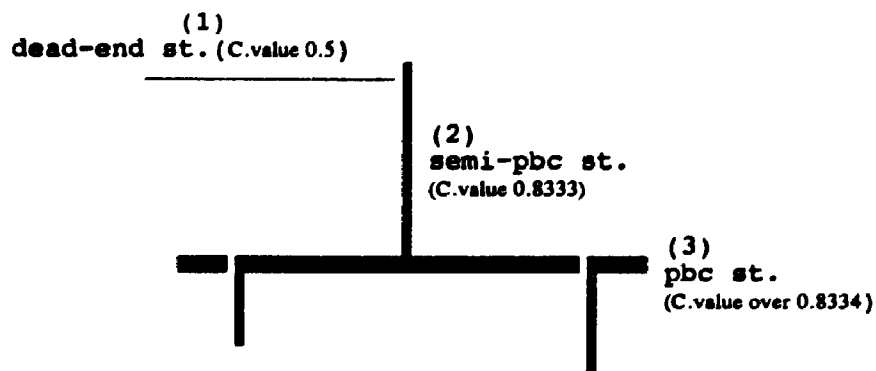 (1)
dead-end st.(C.value 0.5)
(2)
semi-pbc st.
(C.value 0.8333)
(3)
pbc st.
(C.value over 0.8334)